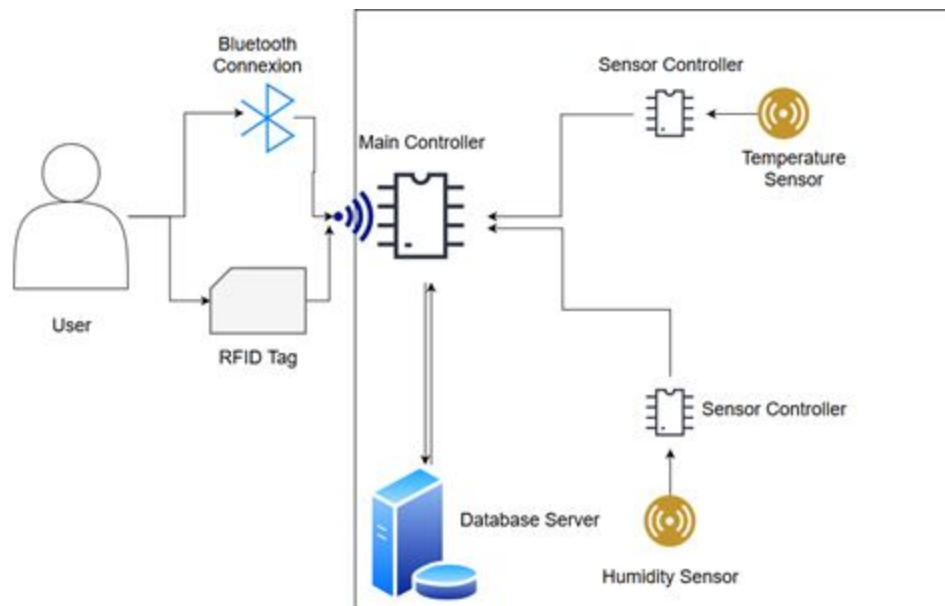 Bluetooth
Connexion
Sensor Controller
Main Controller
Temperature
Sensor
User
RFID Tag
Sensor Controller
Database Server
Humidity Sensor